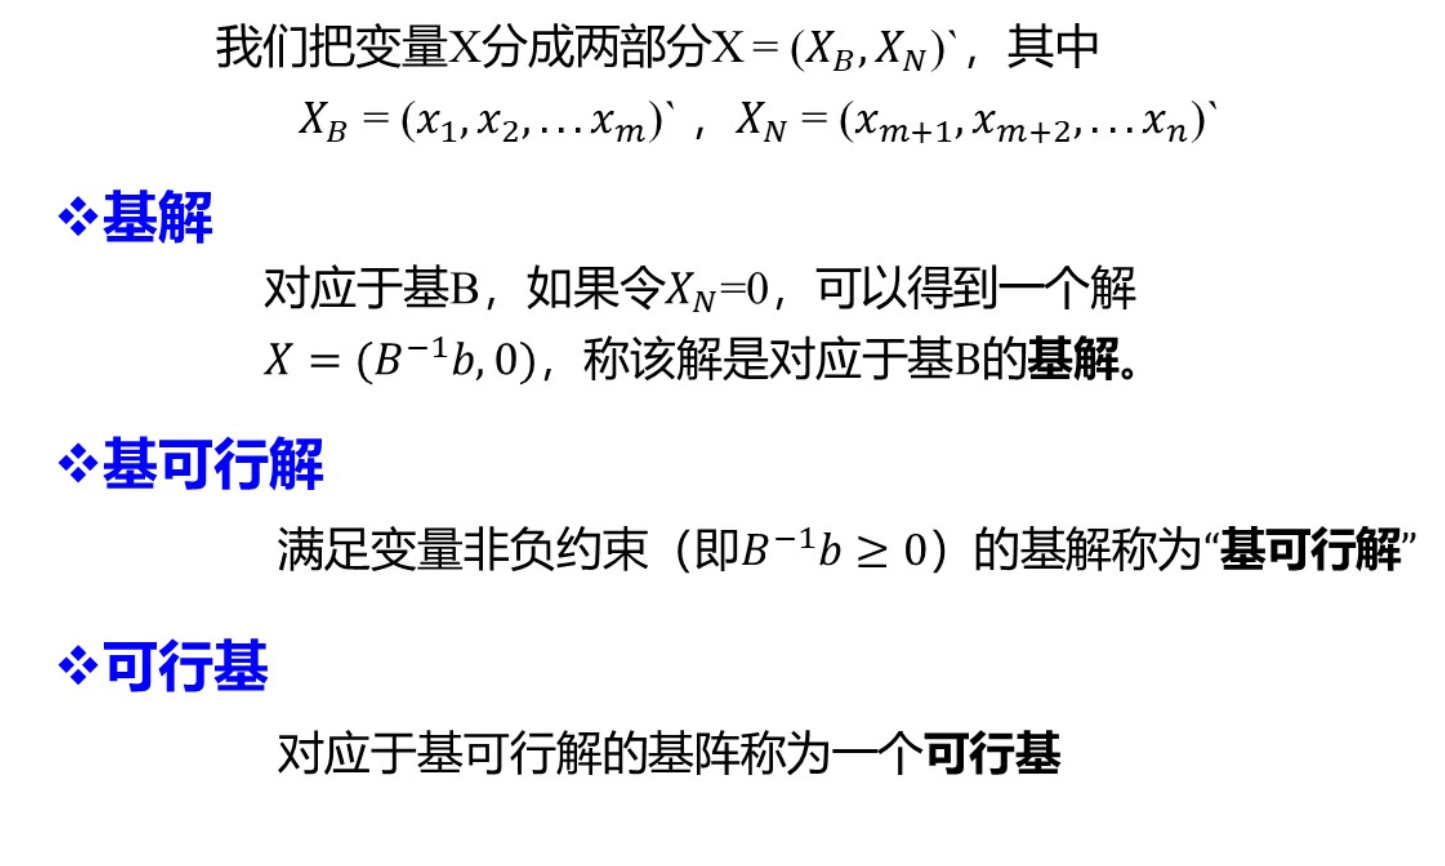 我们把变量X分成两部分X = (X_B, X_N)`，其中
X_B = (x_1, x_2, ... x_m)`，X_N = (x_{m+1}, x_{m+2}, ... x_n)`
❖基解
对应于基B，如果令X_N=0，可以得到一个解
X = (B^{-1}b, 0)，称该解是对应于基B的基解。
❖基可行解
满足变量非负约束（即B^{-1}b ≥ 0）的基解称为“基可行解”
❖可行基
对应于基可行解的基阵称为一个可行基